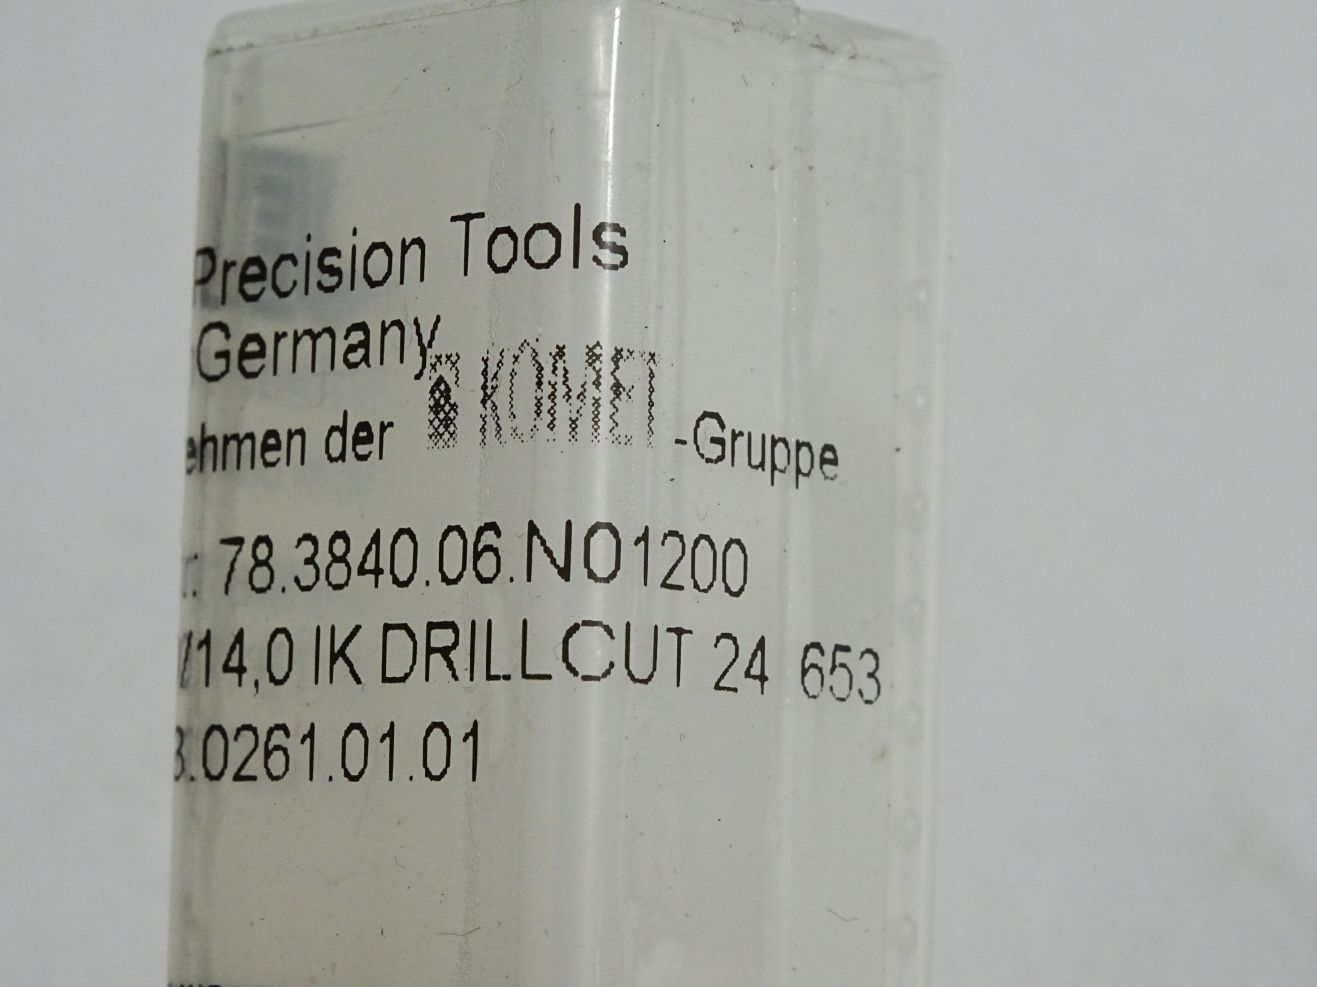 Precision Tools
Germany
ehmen der KOMET -Gruppe
.: 78.3840.06.NO1200
/14,0 IK DRILLCUT 24 653
3.0261.01.01